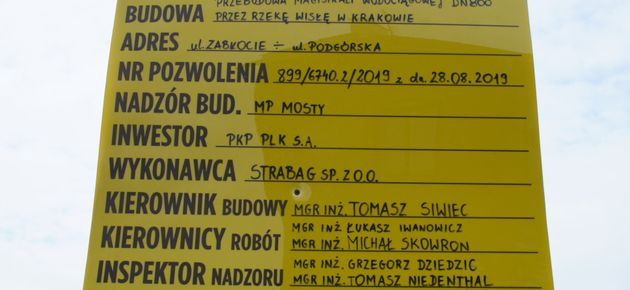 PRZEBUDOWA MAGISTRALI WODOCIĄGOWEJ DN800
BUDOWA PRZEZ RZEKĘ WISŁĘ W KRAKOWIE
ADRES ul. ZABŁOCIE ÷ ul. PODGÓRSKA
NR POZWOLENIA 899/6740.2/2019 z dn. 28.08.2019
NADZÓR BUD. MP MOSTY
INWESTOR PKP PLK S.A.
WYKONAWCA STRABAG SP. Z O.O.
KIEROWNIK BUDOWY MGR INŻ. TOMASZ SIWIEC
MGR INŻ ŁUKASZ IWANOWICZ
KIEROWNICY ROBÓT MGR INŻ. MICHAŁ SKOWRON
MGR INŻ. GRZEGORZ DZIEDZIC
INSPEKTOR NADZORU MGR INŻ. TOMASZ NIEDENTHAL